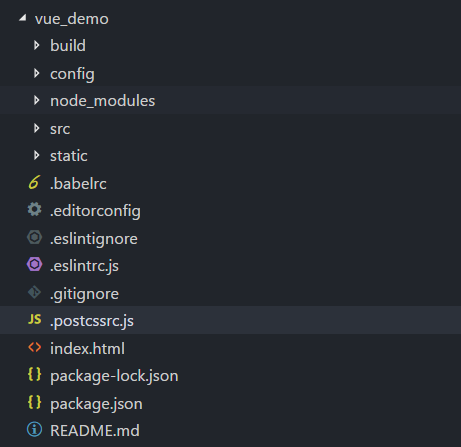 vue_demo
build
config
node_modules
src
static
.babelrc
.editorconfig
.eslintignore
.eslintrc.js
.gitignore
JS .postcssrc.js
index.html
package-lock.json
package.json
README.md